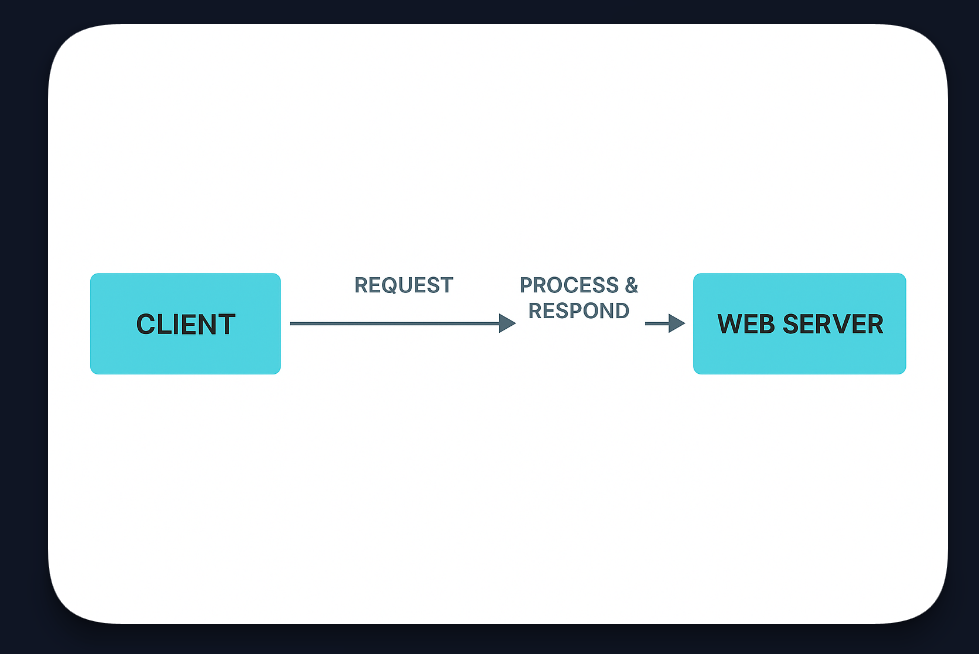 CLIENT
REQUEST
PROCESS &
RESPOND
WEB SERVER